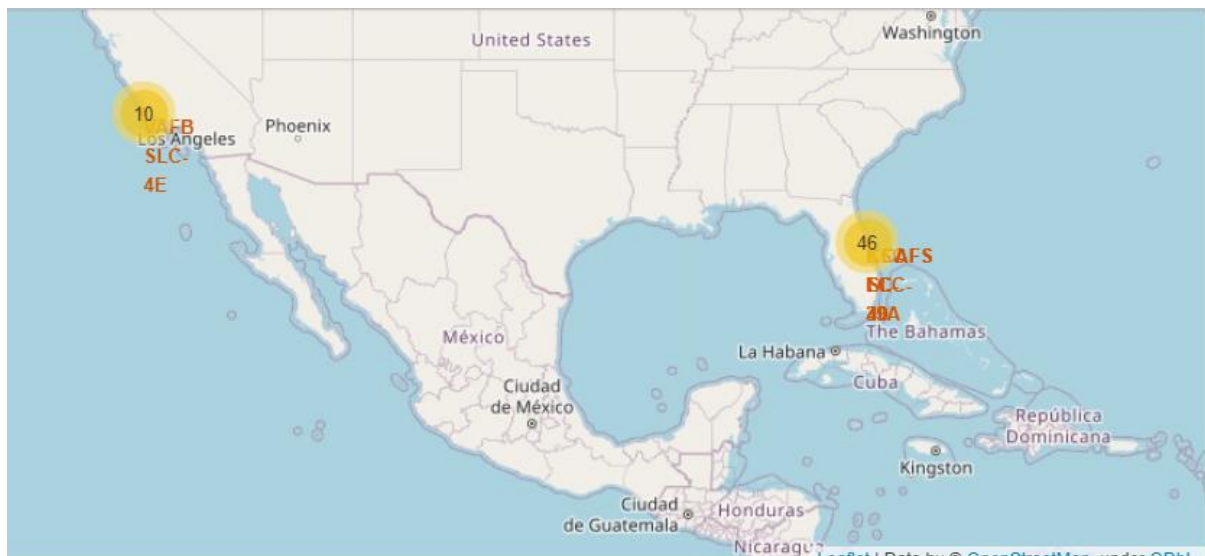 United States
Washington
10
VAFB
Los Angeles
SLC-
4E
Phoenix
46
The Bahamas
La Habana
Cuba
México
Ciudad
de México
República
Dominicana
Kingston
Ciudad
de Guatemala
Honduras
Nicaragua